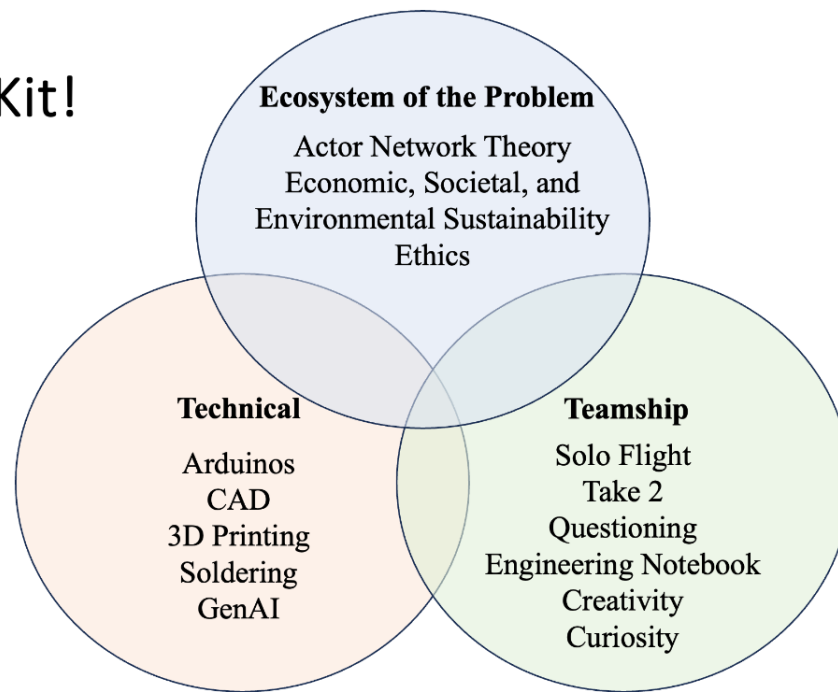 Kit!
Ecosystem of the Problem
Actor Network Theory
Economic, Societal, and
Environmental Sustainability
Ethics
Technical
Arduinos
CAD
3D Printing
Soldering
GenAI
Teamship
Solo Flight
Take 2
Questioning
Engineering Notebook
Creativity
Curiosity